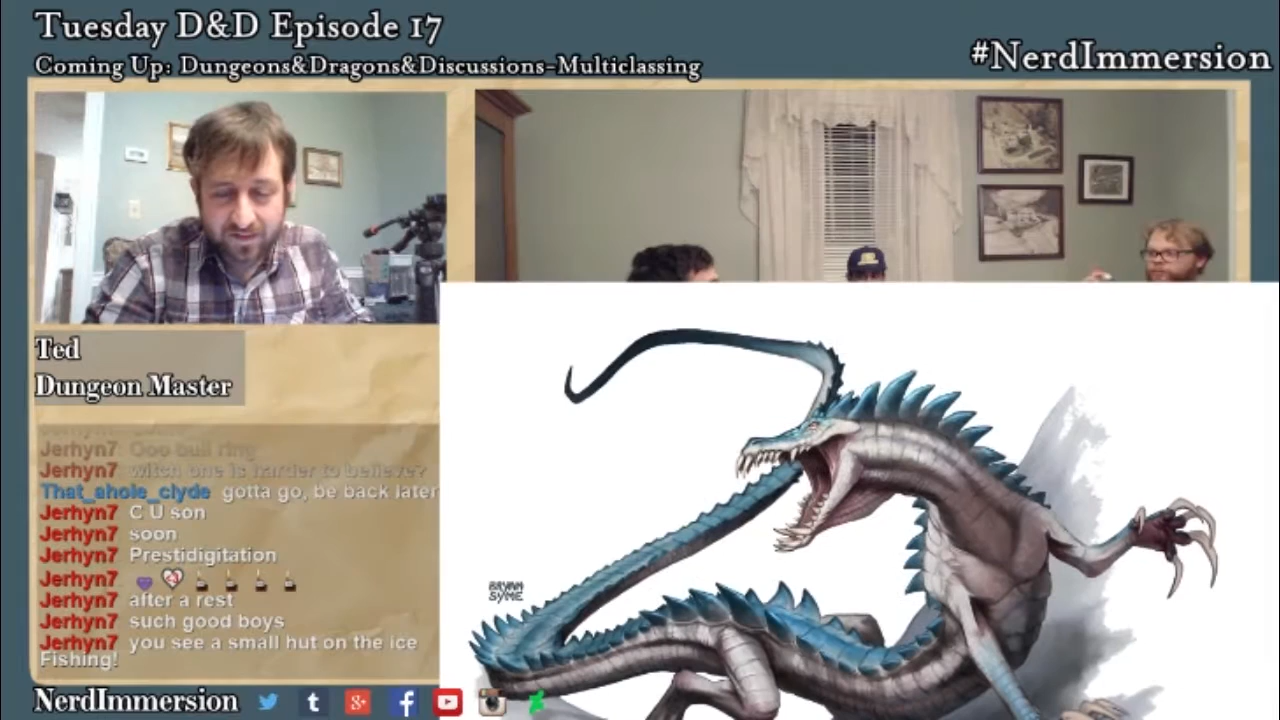 Tuesday D&D Episode 17
Coming Up: Dungeons&Dragons&Discussions-Multiclassing
#NerdImmersion
Ted
Dungeon Master
Jerhyn7 Ooo bull ring
Jerhyn7 witch one is harder to believe?
That_ahole_clyde gotta go, be back later
Jerhyn7 C U son
Jerhyn7 soon
Jerhyn7 Prestidigitation
Jerhyn7
Jerhyn7 after a rest
Jerhyn7 such good boys
Jerhyn7 you see a small hut on the ice
Fishing!
BRYNN
SYME
NerdImmersion